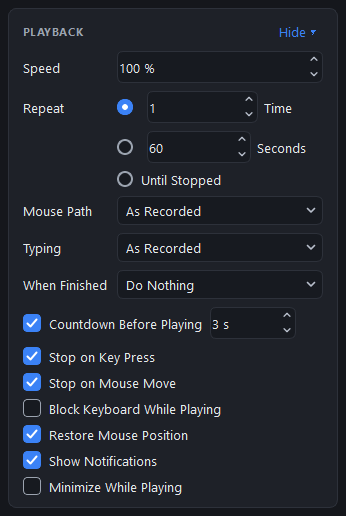 PLAYBACK Hide
Speed 100 %
Repeat 1 Time
60 Seconds
Until Stopped
Mouse Path As Recorded
Typing As Recorded
When Finished Do Nothing
Countdown Before Playing 3 s
Stop on Key Press
Stop on Mouse Move
Block Keyboard While Playing
Restore Mouse Position
Show Notifications
Minimize While Playing